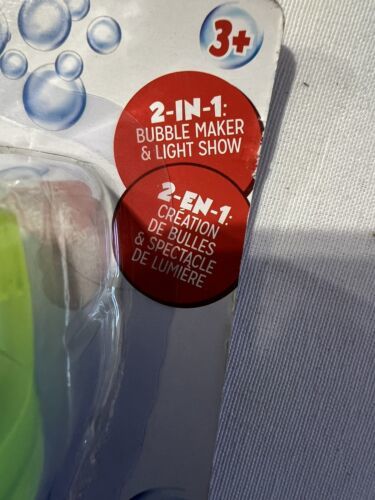 3+
2-IN-1:
BUBBLE MAKER
& LIGHT SHOW
2-EN-1:
CRÉATION
DE BULLES
& SPECTACLE
DE LUMIÈRE